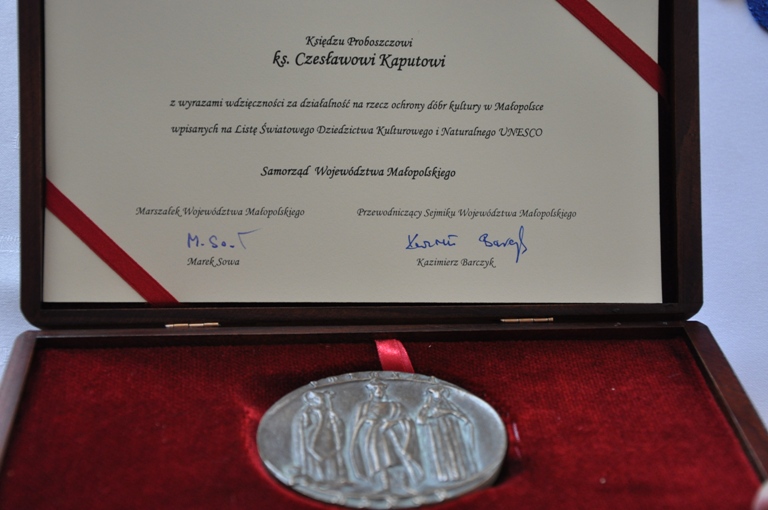 Księdzu Proboszczowi
ks. Czesławowi Kaputowi
z wyrazami wdzięczności za działalność na rzecz ochrony dóbr kultury w Małopolsce
wpisanych na Listę Światowego Dziedzictwa Kulturowego i Naturalnego UNESCO
Samorząd Województwa Małopolskiego
Marszałek Województwa Małopolskiego
Przewodniczący Sejmiku Województwa Małopolskiego
Marek Sowa
Kazimierz Barczyk